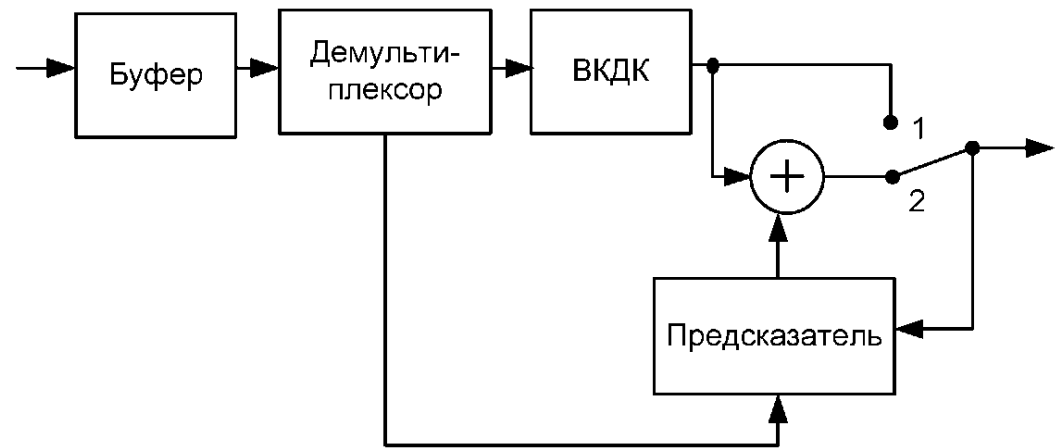 Буфер
Демульти-
плексор
ВКДК
1
+
2
Предсказатель